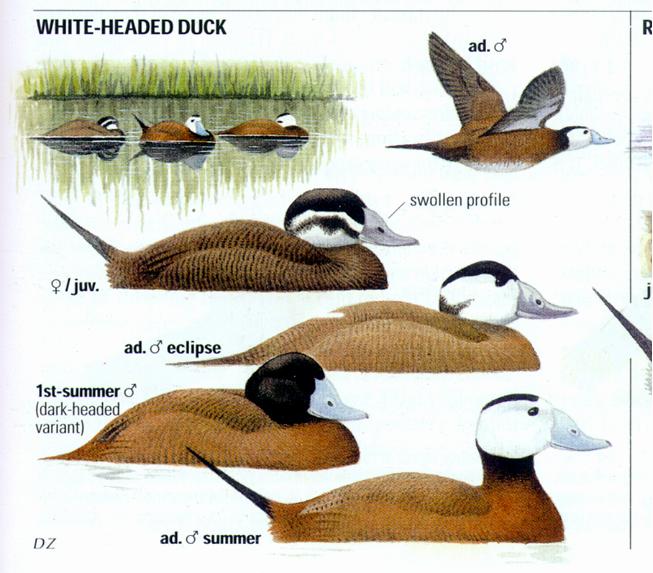 WHITE-HEADED DUCK
R
ad. ♂
swollen profile
♀/juv.
j
ad. ♂ eclipse
1st-summer ♂
(dark-headed
variant)
ad. ♂ summer
DZ